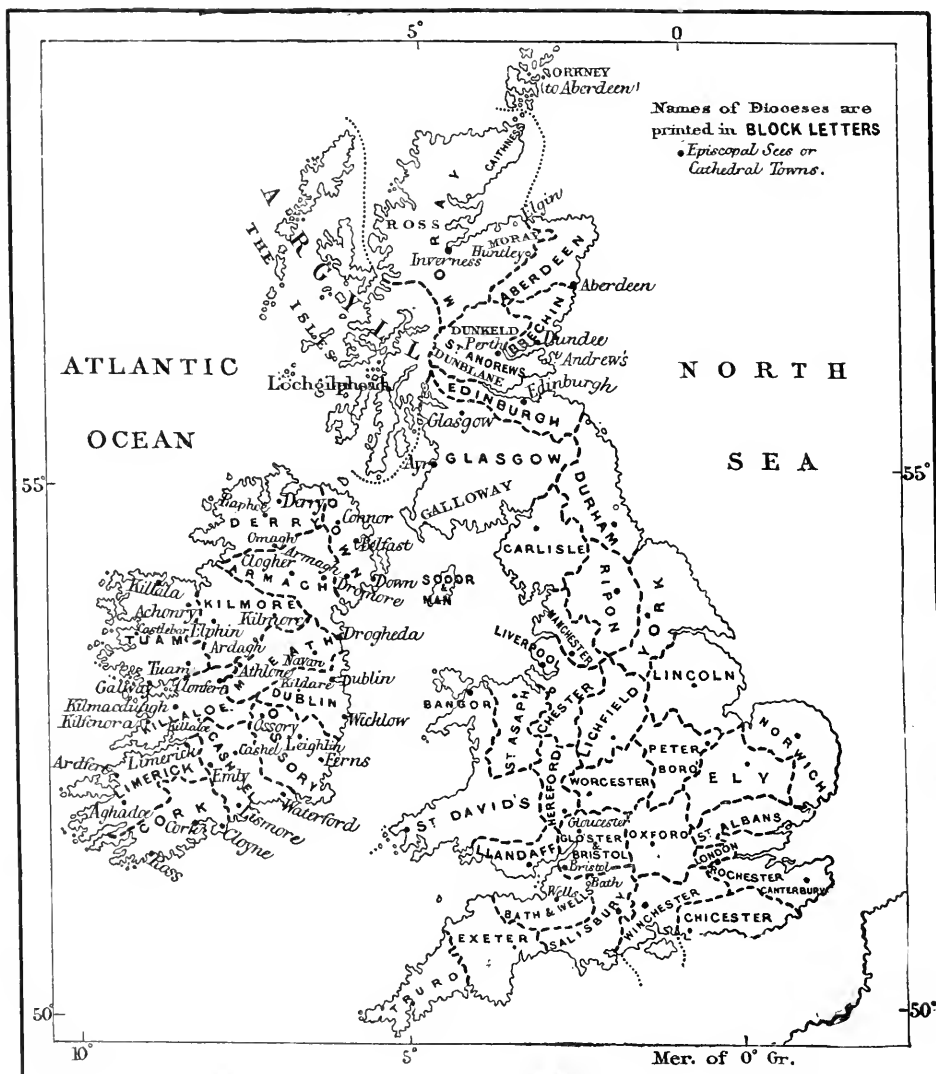 5° 0
ORKNEY
(to Aberdeen)
Names of Dioceses are
printed in BLOCK LETTERS
• Episcopal Sees or
Cathedral Towns.
CAITHNESS
ARGYILL
THE ISLES
ROSS
MORAY
Elgin
MORAY
Huntley
Inverness
ABERDEEN
Aberdeen
BRECHIN
DUNKELD
Perth
Dundee
ST ANDREWS
St Andrew's
DUNBLANE
Edinburgh
EDINBURGH
Lochgilphead
Glasgow
ATLANTIC
OCEAN
NORTH
SEA
Ayr
GLASGOW
GALLOWAY
55°
55°
DURHAM
CARLISLE
RIPON
YORK
SODOR
&
MAN
Raphoe
Derry
DERRY
Connor
DOWN
Omagh
Belfast
Clogher
Armagh
ARMAGH
Down
Dromore
Killala
Achonry
KILMORE
Kilmore
Castlebar
Elphin
TUAM
Ardagh
MEATH
Drogheda
Navan
Tuam
Athlone
Dublin
Galway
Clonfert
Kildare
DUBLIN
Kilmacduagh
Kilfenora
KILLALOE
Killaloe
Wicklow
Ossory
OSSORY
Leighlin
Cashel
CASHEL
Ferns
Ardfert
Limerick
LIMERICK
Emly
Waterford
Lismore
Aghadoe
CORK
Cork
Cloyne
Ross
LIVERPOOL
MANCHESTER
LINCOLN
BANGOR
ST ASAPH
CHESTER
LICHFIELD
NORWICH
PETER
BORO'
ELY
HEREFORD
WORCESTER
ST DAVID'S
Gloucester
GLOSTER
&
BRISTOL
Bristol
OXFORD
ST ALBANS
LLANDAFF
LONDON
ROCHESTER
CANTERBURY
Wells
Bath
BATH & WELLS
SALISBURY
WINCHESTER
CHICESTER
EXETER
TRURO
50°
50°
10° 5° Mer. of 0° Gr.